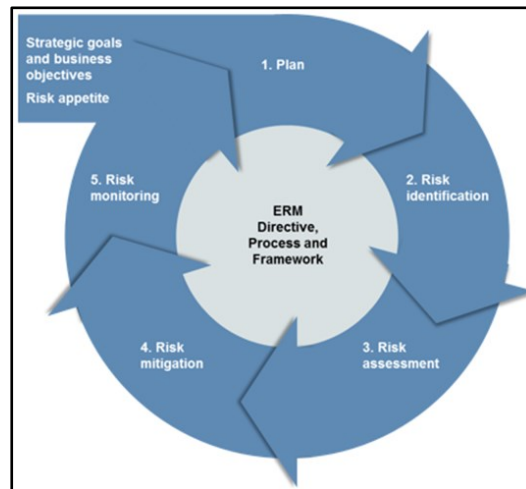 Strategic goals
and business
objectives
Risk appetite
1. Plan
2. Risk
identification
3. Risk
assessment
4. Risk
mitigation
5. Risk
monitoring
ERM
Directive,
Process and
Framework